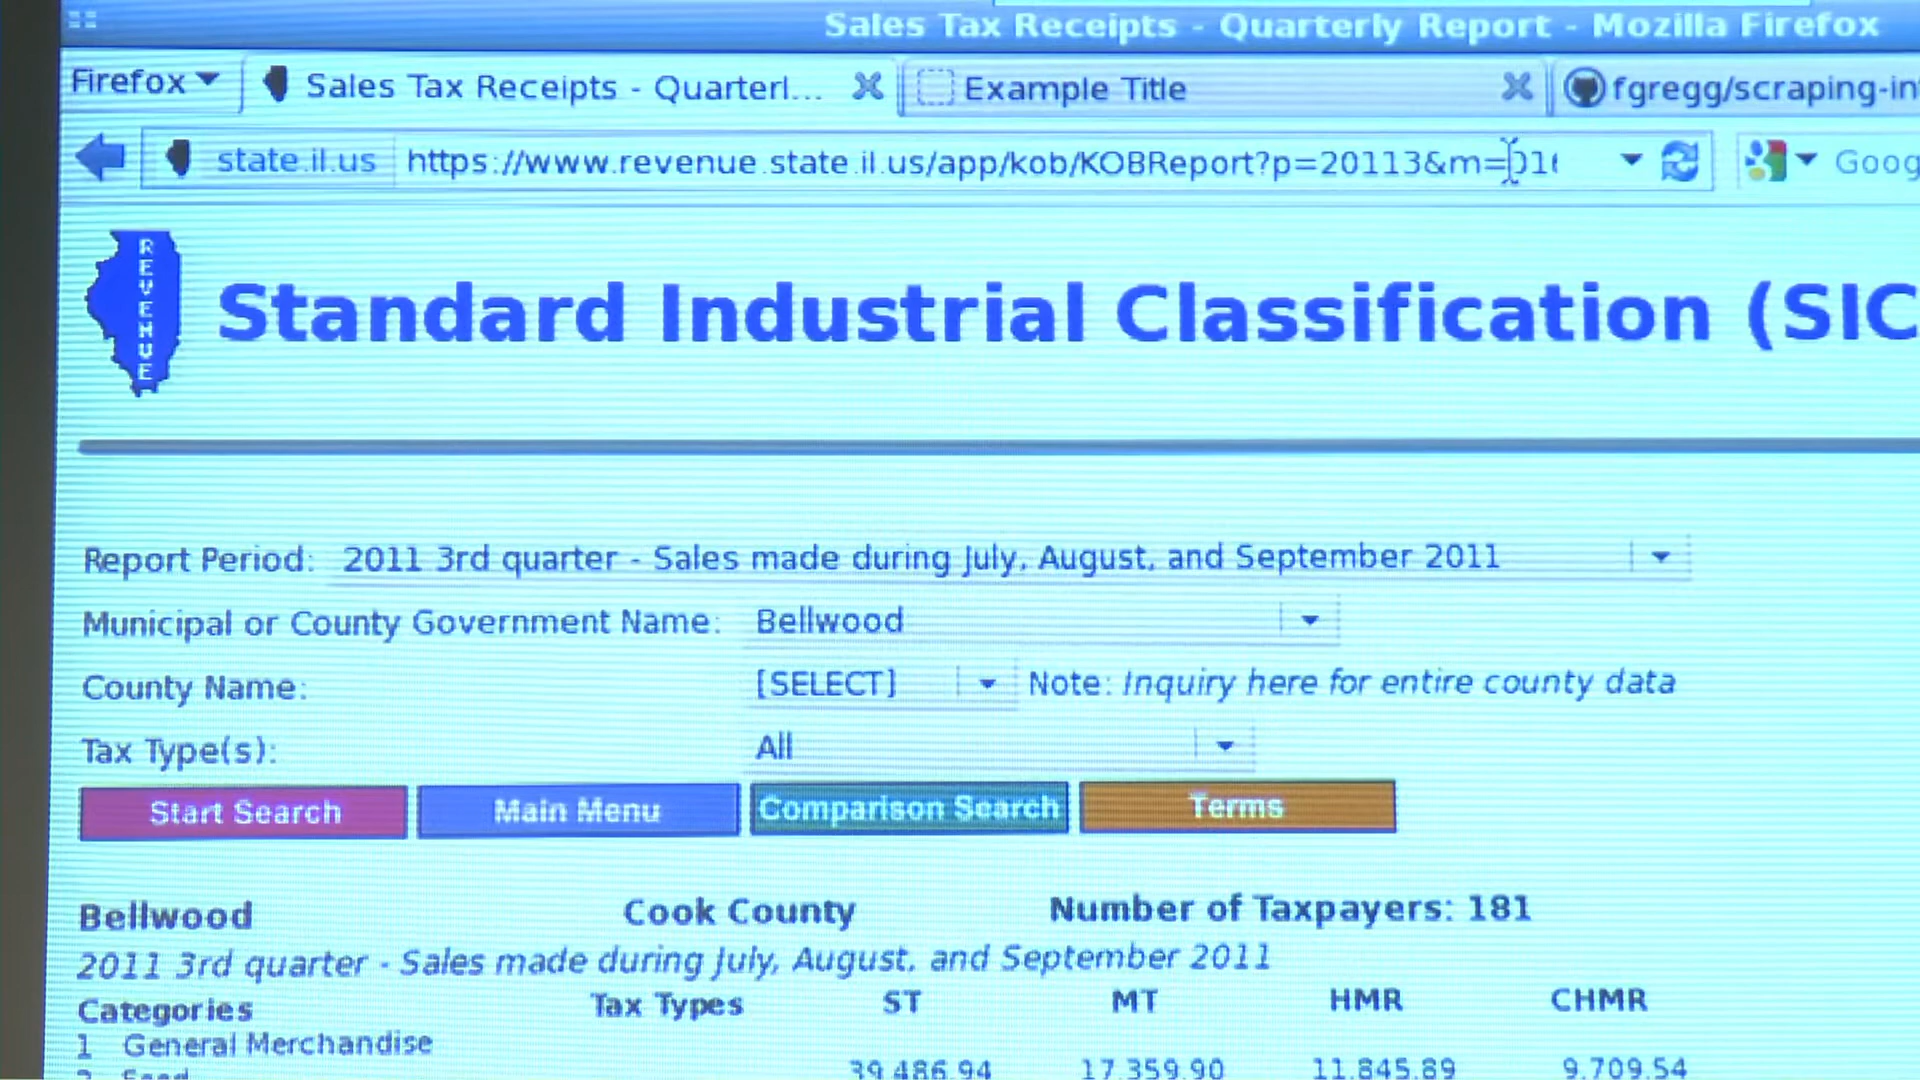 Sales Tax Receipts - Quarterly Report - Mozilla Firefox
Firefox
Sales Tax Receipts - Quarterl...
Example Title
fgregg/scraping-in
state.il.us
https://www.revenue.state.il.us/app/kob/KOBReport?p=20113&m=016
Goog
REVENUE
Standard Industrial Classification (SIC
Report Period: 2011 3rd quarter - Sales made during July, August, and September 2011
Municipal or County Government Name: Bellwood
County Name: [SELECT] Note: Inquiry here for entire county data
Tax Type(s): All
Start Search Main Menu Comparison Search Terms
Bellwood Cook County Number of Taxpayers: 181
2011 3rd quarter - Sales made during July, August, and September 2011
Categories Tax Types ST MT HMR CHMR
1 General Merchandise
39,486.94 17,359.90 11,845.89 9,709.54
2 Food